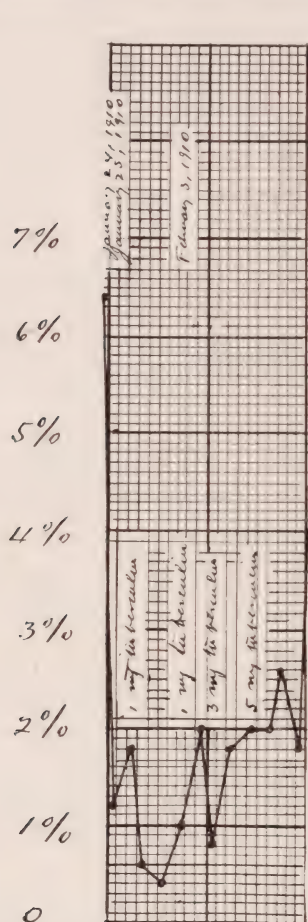 January 24, 1910
January 25, 1910
February 3, 1910
7%
6%
5%
4%
3%
2%
1%
0
1 mg tuberculin
1 mg tuberculin
3 mg tuberculin
5 mg tuberculin